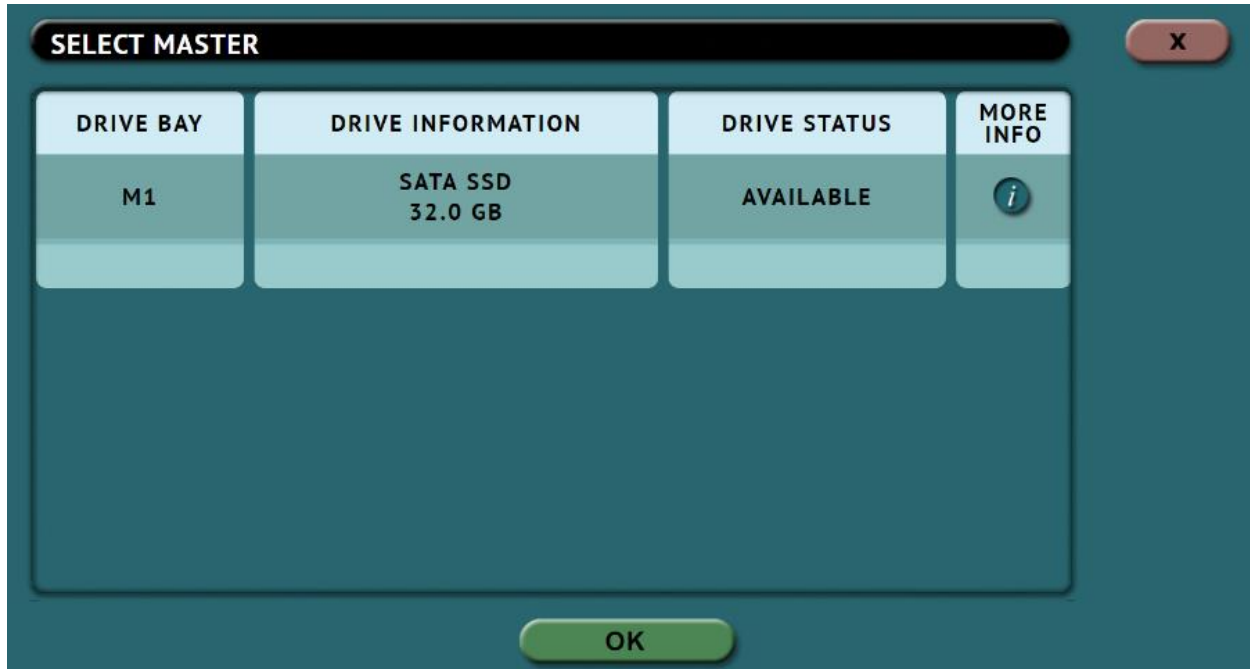 SELECT MASTER
X
DRIVE BAY
DRIVE INFORMATION
DRIVE STATUS
MORE
INFO
M1
SATA SSD
32.0 GB
AVAILABLE
i
OK